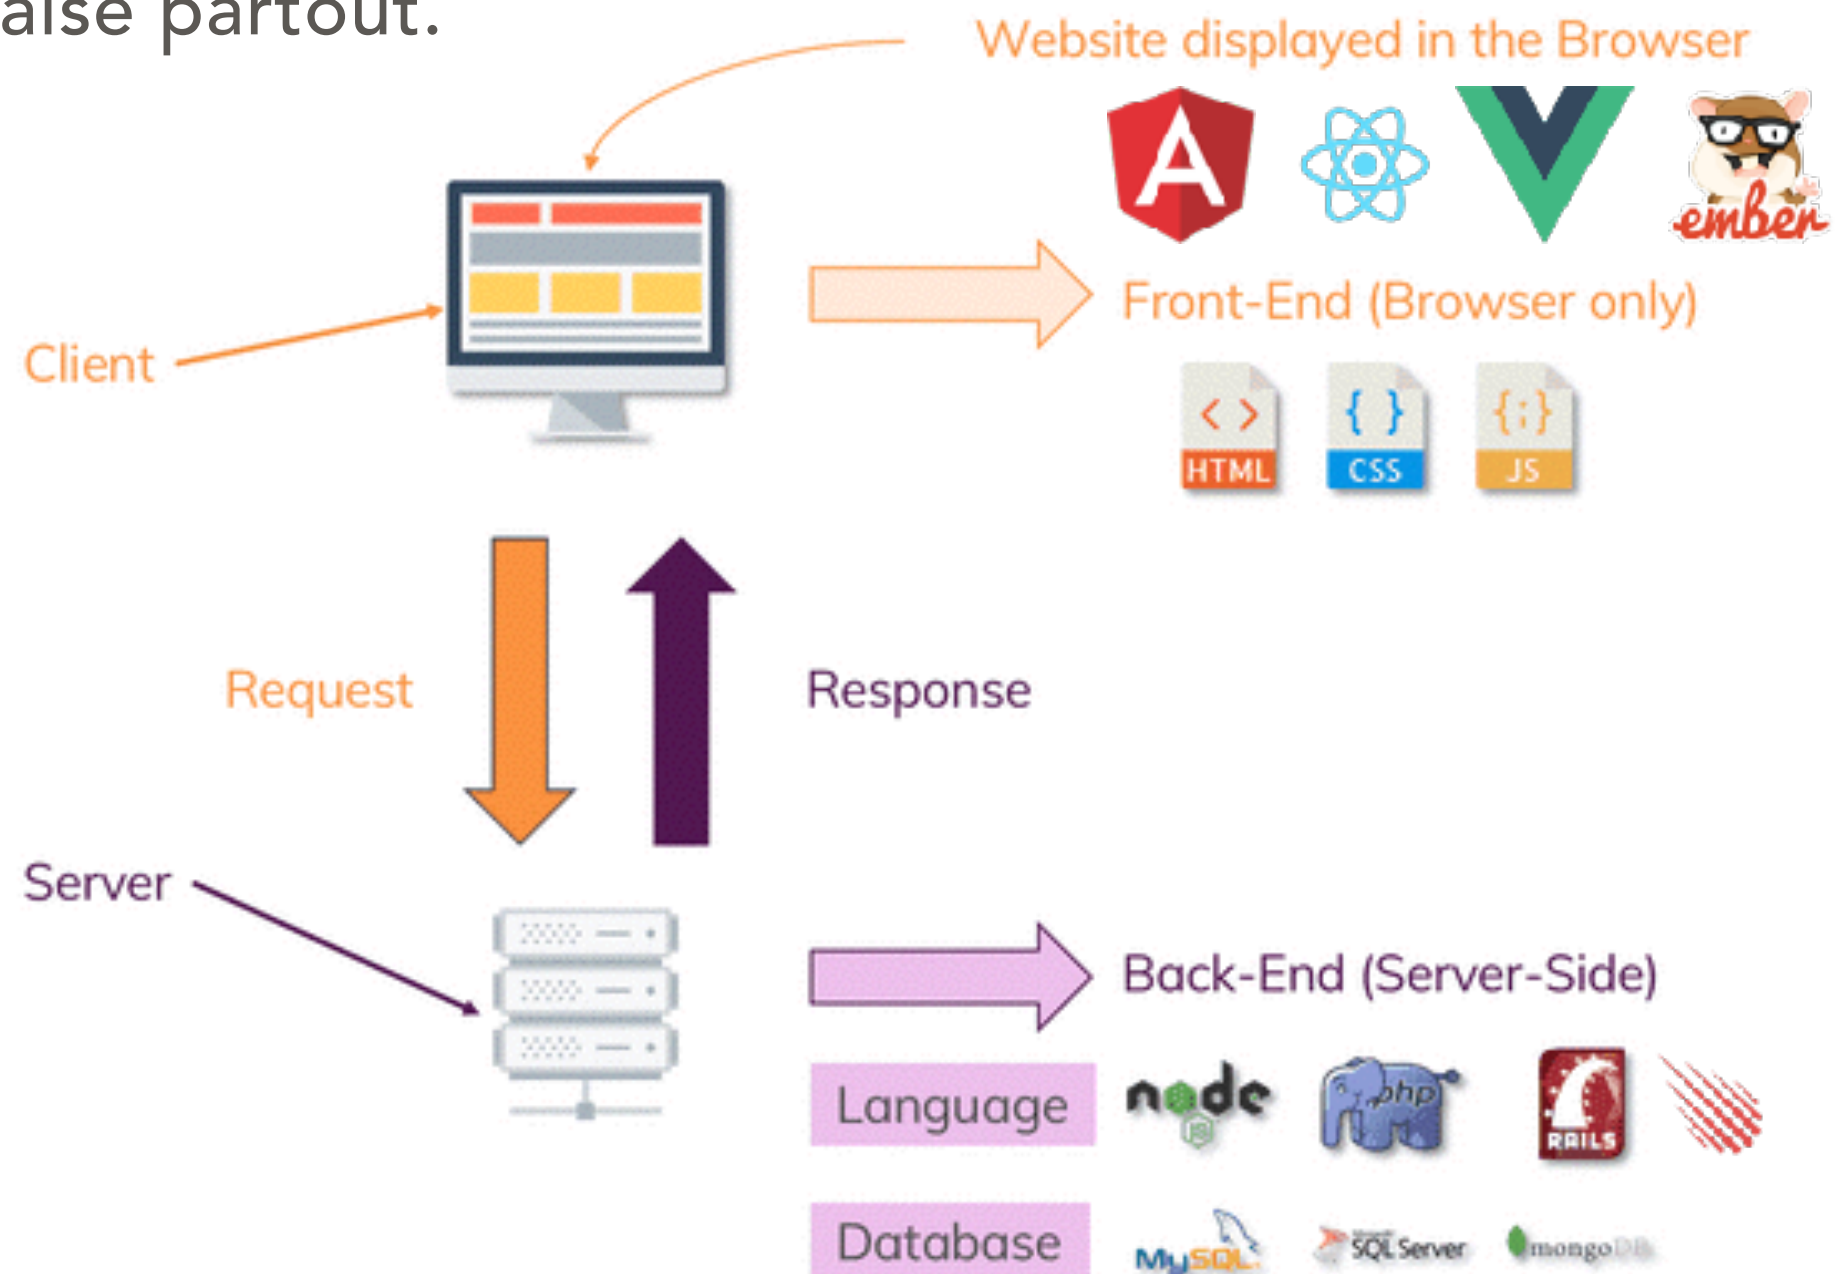 aise partout.
Website displayed in the Browser
ember
Front-End (Browser only)
Client
HTML
CSS
JS
Request
Response
Server
Back-End (Server-Side)
Language
node
JS
php
RAILS
Database
MySQL
SQL Server
mongoDB